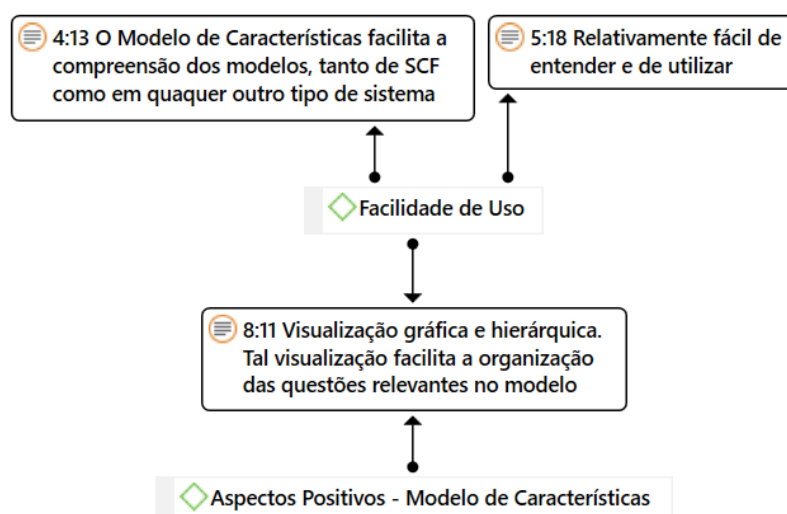 4:13 O Modelo de Características facilita a
compreensão dos modelos, tanto de SCF
como em quaquer outro tipo de sistema
5:18 Relativamente fácil de
entender e de utilizar
Facilidade de Uso
8:11 Visualização gráfica e hierárquica.
Tal visualização facilita a organização
das questões relevantes no modelo
Aspectos Positivos - Modelo de Características